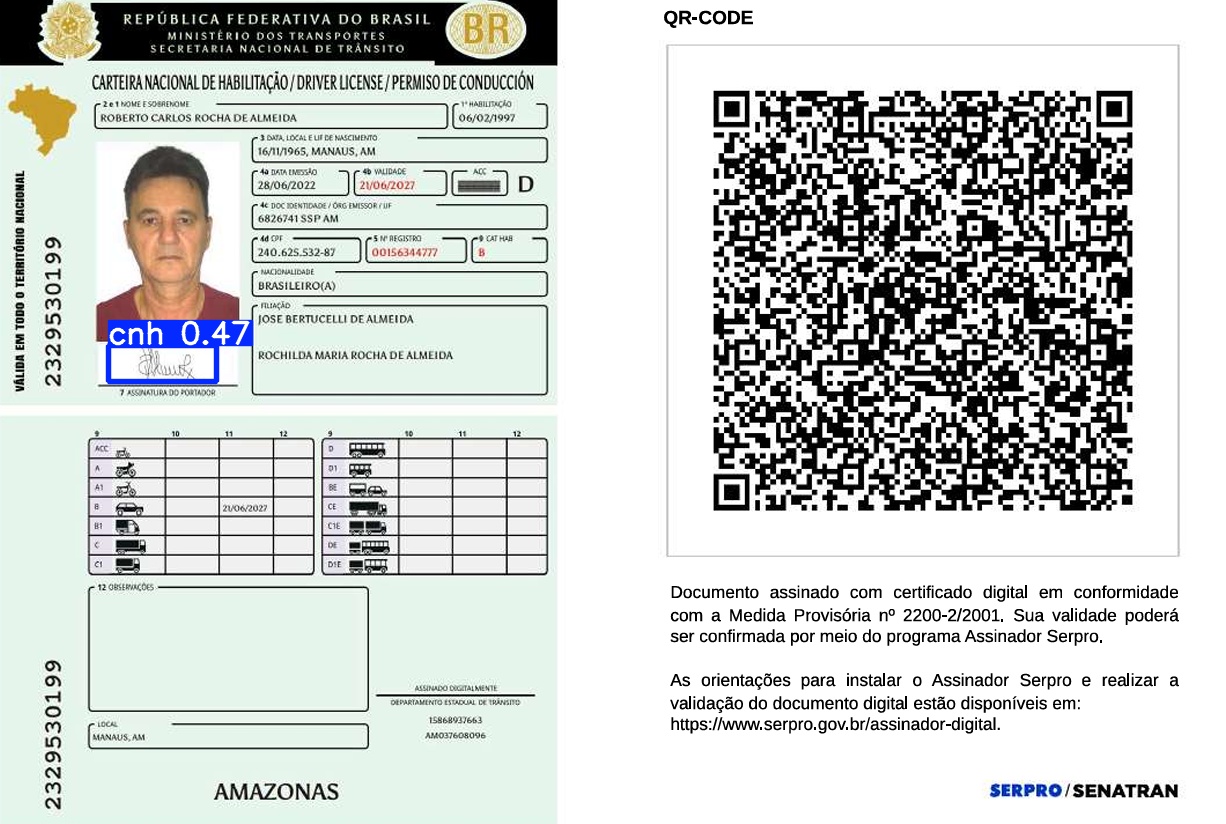 REPÚBLICA FEDERATIVA DO BRASIL
MINISTÉRIO DOS TRANSPORTES
SECRETARIA NACIONAL DE TRÂNSITO
BR
CARTEIRA NACIONAL DE HABILITAÇÃO / DRIVER LICENSE / PERMISO DE CONDUCCIÓN
2 e 1 NOME E SOBRENOME
ROBERTO CARLOS ROCHA DE ALMEIDA
1ª HABILITAÇÃO
06/02/1997
3 DATA, LOCAL E UF DE NASCIMENTO
16/11/1965, MANAUS, AM
4a DATA EMISSÃO
28/06/2022
4b VALIDADE
21/06/2027
ACC
D
4c DOC IDENTIDADE / ÓRG EMISSOR / UF
6826741 SSP AM
4d CPF
240.625.532-87
5 Nº REGISTRO
00156344777
9 CAT HAB
B
NACIONALIDADE
BRASILEIRO(A)
FILIAÇÃO
JOSE BERTUCELLI DE ALMEIDA
ROCHILDA MARIA ROCHA DE ALMEIDA
cnh 0.47
7 ASSINATURA DO PORTADOR
VÁLIDA EM TODO O TERRITÓRIO NACIONAL
2329530199
9 10 11 12
ACC
A
A1
B 21/06/2027
B1
C
C1
9 10 11 12
D
D1
BE
CE
C1E
DE
D1E
12 OBSERVAÇÕES
2329530199
ASSINADO DIGITALMENTE
DEPARTAMENTO ESTADUAL DE TRÂNSITO
15868937663
AM037608096
LOCAL
MANAUS, AM
AMAZONAS
QR-CODE
Documento assinado com certificado digital em conformidade
com a Medida Provisória nº 2200-2/2001. Sua validade poderá
ser confirmada por meio do programa Assinador Serpro.
As orientações para instalar o Assinador Serpro e realizar a
validação do documento digital estão disponíveis em:
https://www.serpro.gov.br/assinador-digital.
SERPRO / SENATRAN